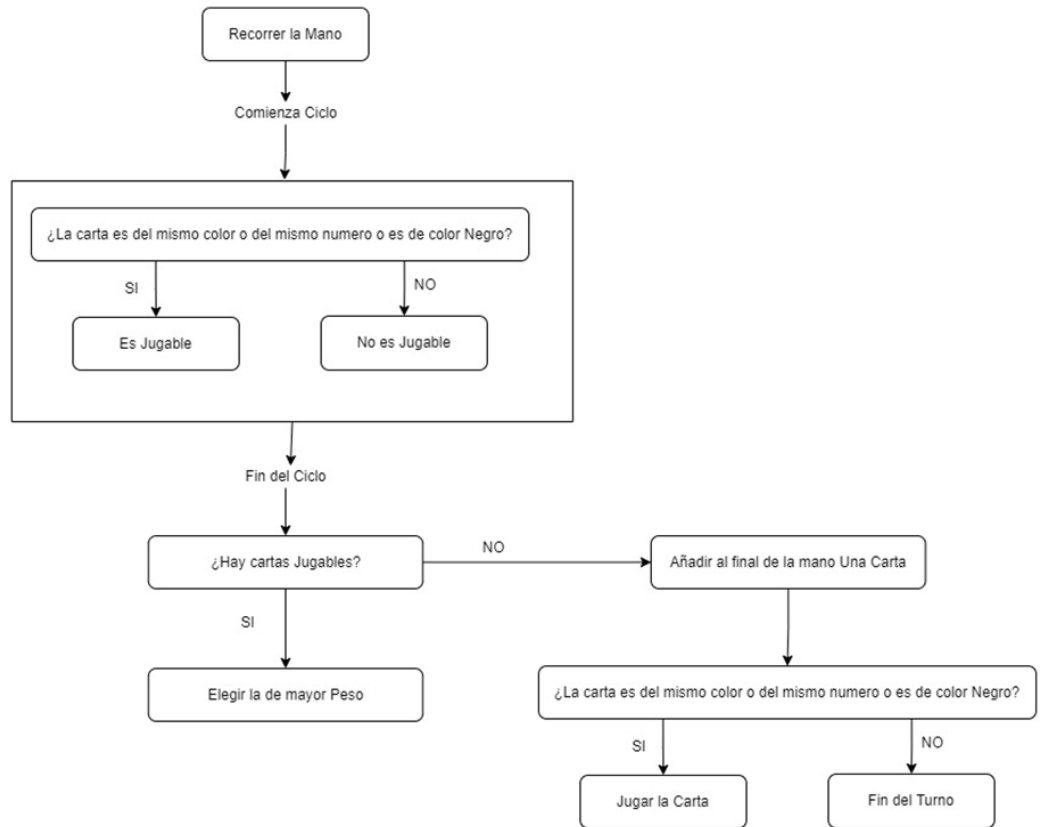 Recorrer la Mano
Comienza Ciclo
¿La carta es del mismo color o del mismo numero o es de color Negro?
SI
NO
Es Jugable
No es Jugable
Fin del Ciclo
¿Hay cartas Jugables?
NO
Añadir al final de la mano Una Carta
SI
Elegir la de mayor Peso
¿La carta es del mismo color o del mismo numero o es de color Negro?
SI
NO
Jugar la Carta
Fin del Turno